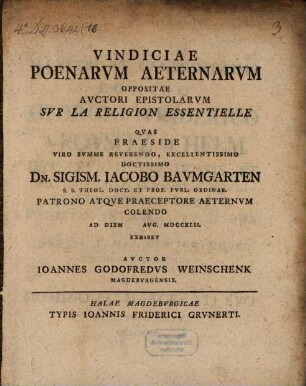 3
VINDICIAE
POENARVM AETERNARVM
OPPOSITAE
AVCTORI EPISTOLARVM
SVR LA RELIGION ESSENTIELLE
QVAS
PRAESIDE
VIRO SVMME REVERENDO, EXCELLENTISSIMO
DOCTISSIMO
DN. SIGISM. IACOBO BAVMGARTEN
S. S. THEOL. DOCT. ET PROF. PVBL. ORDINAR.
PATRONO ATQVE PRAECEPTORE AETERNVM
COLENDO
AD DIEM AVG. MDCCXLII.
EXHIBET
AVCTOR
IOANNES GODOFREDVS WEINSCHENK
MAGDEBVRGENSIS.
HALAE MAGDEBVRGICAE
TYPIS IOANNIS FRIDERICI GRVNERTI.